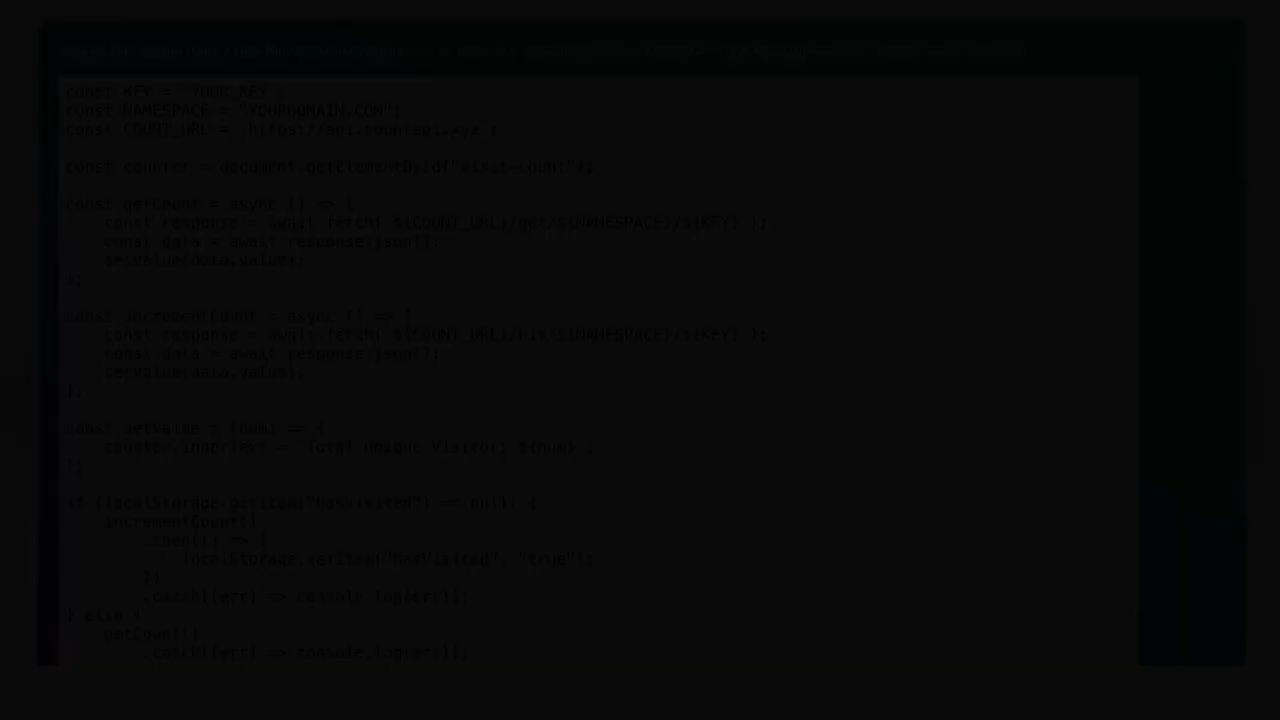 const KEY = `YOUR_KEY`;
const NAMESPACE = "YOURDOMAIN.COM";
const COUNT_URL = `https://api.countapi.xyz`;
const counter = document.getElementById("visit-count");
const getCount = async () => {
const response = await fetch(`${COUNT_URL}/get/${NAMESPACE}/${KEY}`);
const data = await response.json();
setValue(data.value);
};
const incrementCount = async () => {
const response = await fetch(`${COUNT_URL}/hit/${NAMESPACE}/${KEY}`);
const data = await response.json();
setValue(data.value);
};
const setValue = (num) => {
counter.innerText = `Total Unique Visitor: ${num}`;
};
if (localStorage.getItem("hasVisited") == null) {
incrementCount()
.then(() => {
localStorage.setItem("hasVisited", "true");
})
.catch((err) => console.log(err));
} else {
getCount()
.catch((err) => console.log(err));